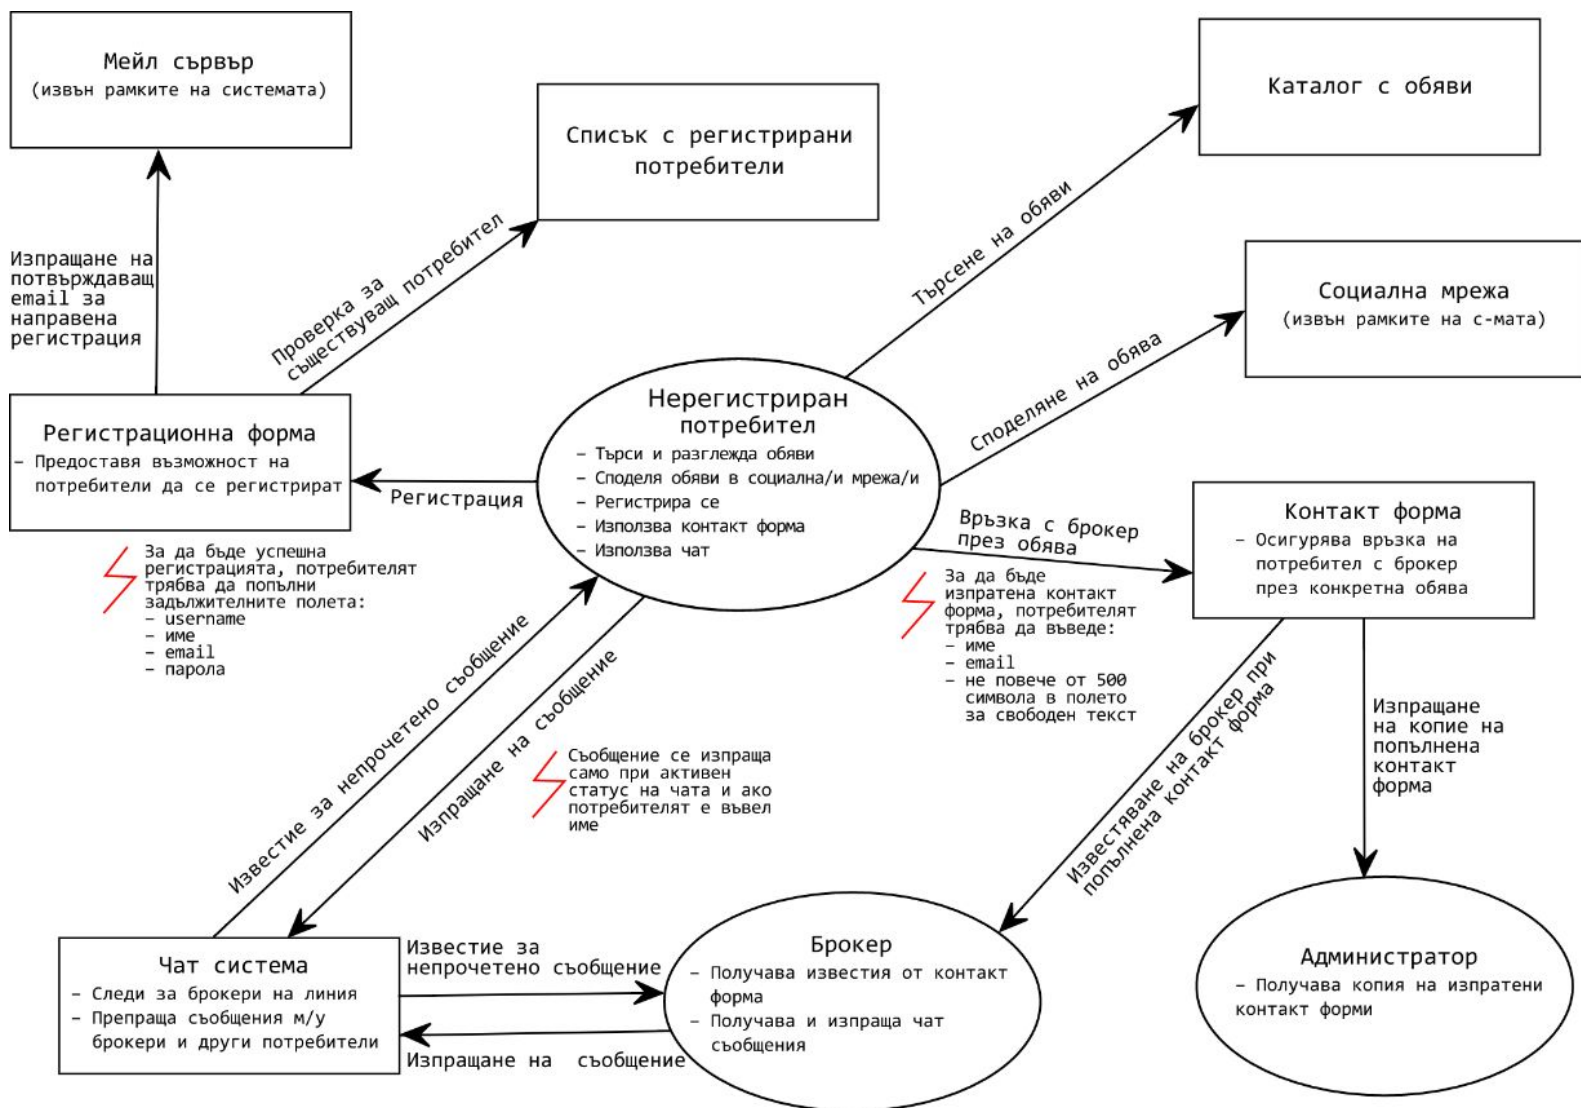 Мейл сървър
(извън рамките на системата)
Списък с регистрирани
потребители
Каталог с обяви
Социална мрежа
(извън рамките на с-мата)
Изпращане на
потвърждаващ
email за
направена
регистрация
Проверка за
съществуващ потребител
Търсене на обяви
Споделяне на обява
Регистрационна форма
– Предоставя възможност на
потребители да се регистрират
Регистрация
Нерегистриран
потребител
– Търси и разглежда обяви
– Споделя обяви в социална/и мрежа/и
– Регистрира се
– Използва контакт форма
– Използва чат
Връзка с брокер
през обява
Контакт форма
– Осигурява връзка на
потребител с брокер
през конкретна обява
За да бъде успешна
регистрацията, потребителят
трябва да попълни
задължителните полета:
– username
– име
– email
– парола
За да бъде
изпратена контакт
форма, потребителят
трябва да въведе:
– име
– email
– не повече от 500
символа в полето
за свободен текст
Известие за непрочетено съобщение
Изпращане на съобщение
Съобщение се изпраща
само при активен
статус на чата и ако
потребителят е въвел
име
Известяване на брокер при
попълнена контакт форма
Изпращане
на копие на
попълнена
контакт
форма
Чат система
– Следи за брокери на линия
– Препраща съобщения м/у
брокери и други потребители
Известие за
непрочетено съобщение
Изпращане на съобщение
Брокер
– Получава известия от контакт
форма
– Получава и изпраща чат
съобщения
Администратор
– Получава копия на изпратени
контакт форми